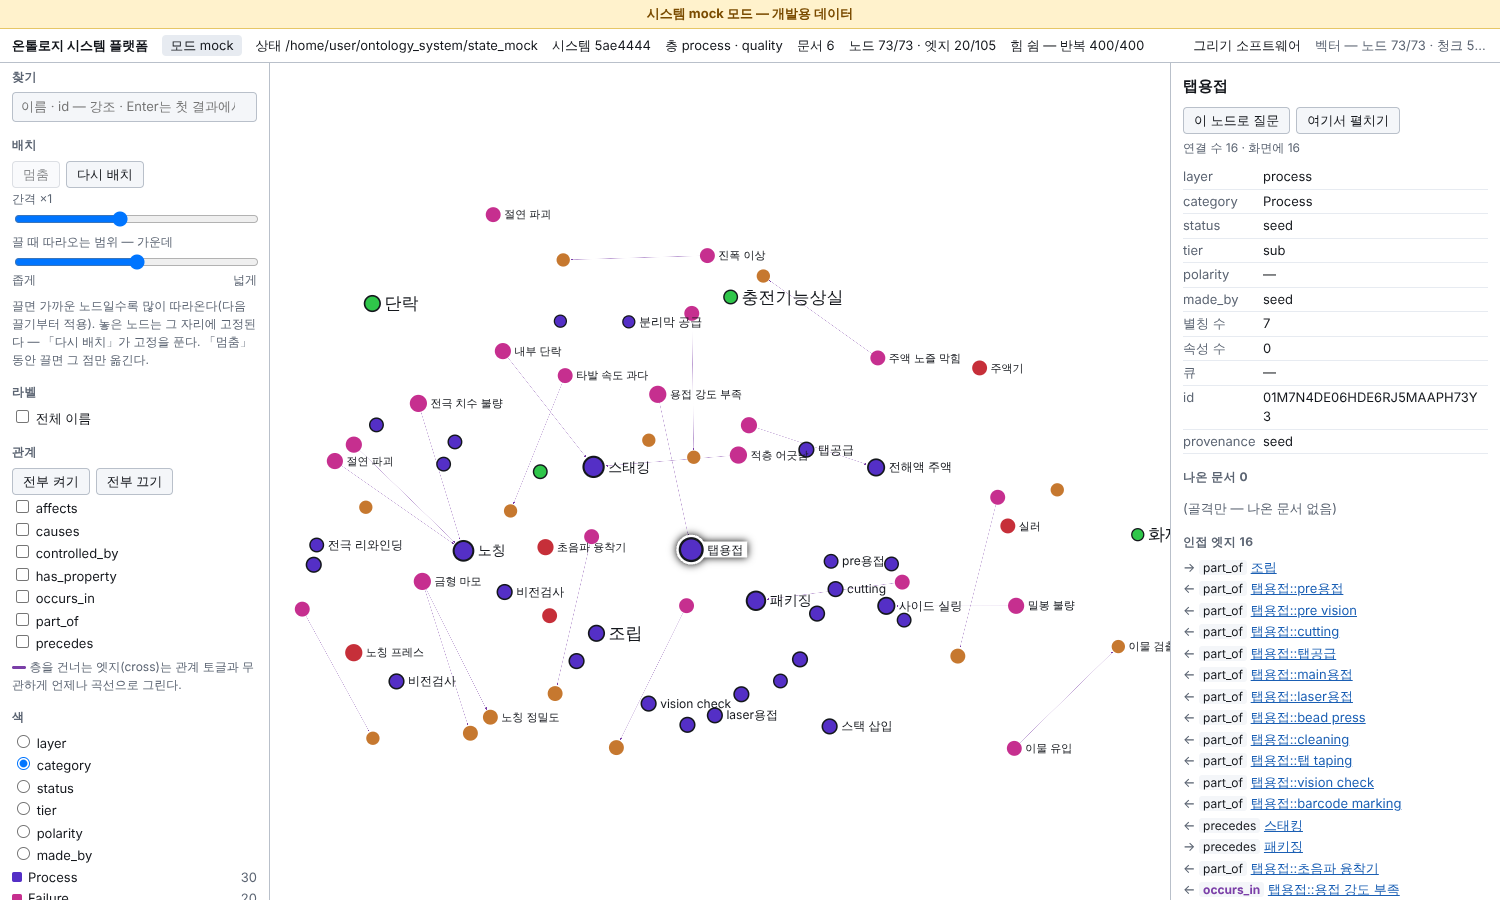 시스템 mock 모드 — 개발용 데이터
온톨로지 시스템 플랫폼 모드 mock 상태 /home/user/ontology_system/state_mock 시스템 5ae4444 층 process · quality 문서 6 노드 73/73 · 엣지 20/105 힘 쉼 — 반복 400/400 그리기 소프트웨어 벡터 — 노드 73/73 · 청크 5...
찾기
이름 · id — 강조 · Enter는 첫 결과에서
배치
멈춤 다시 배치
간격 ×1
끌 때 따라오는 범위 — 가운데
좁게 넓게
끌면 가까운 노드일수록 많이 따라온다(다음
끌기부터 적용). 놓은 노드는 그 자리에 고정된
다 — 「다시 배치」가 고정을 푼다. 「멈춤」
동안 끌면 그 점만 옮긴다.
라벨
전체 이름
관계
전부 켜기 전부 끄기
affects
causes
controlled_by
has_property
occurs_in
part_of
precedes
층을 건너는 엣지(cross)는 관계 토글과 무
관하게 언제나 곡선으로 그린다.
색
layer
category
status
tier
polarity
made_by
Process 30
Failure 20
절연 파괴
진폭 이상
단락
충전기능상실
분리막 공급
내부 단락
주액 노즐 막힘
주액기
타발 속도 과다
용접 강도 부족
전극 치수 불량
탭공급
적층 어긋남
절연 파괴
스태킹
전해액 주액
실러
화재
전극 리와인딩
노칭
초음파 융착기
탭용접
pre용접
금형 마모
비전검사
cutting
패키징
사이드 실링
밀봉 불량
조립
노칭 프레스
이물 검출
비전검사
vision check
노칭 정밀도
laser용접
스택 삽입
이물 유입
탭용접
이 노드로 질문 여기서 펼치기
연결 수 16 · 화면에 16
layer process
category Process
status seed
tier sub
polarity —
made_by seed
별칭 수 7
속성 수 0
큐 —
id 01M7N4DE06HDE6RJ5MAAPH73Y
3
provenance seed
나온 문서 0
(골격만 — 나온 문서 없음)
인접 엣지 16
→ part_of 조립
← part_of 탭용접::pre용접
← part_of 탭용접::pre vision
← part_of 탭용접::cutting
← part_of 탭용접::탭공급
← part_of 탭용접::main용접
← part_of 탭용접::laser용접
← part_of 탭용접::bead press
← part_of 탭용접::cleaning
← part_of 탭용접::탭 taping
← part_of 탭용접::vision check
← part_of 탭용접::barcode marking
← precedes 스태킹
→ precedes 패키징
← part_of 탭용접::초음파 융착기
← occurs_in 탭용접::용접 강도 부족